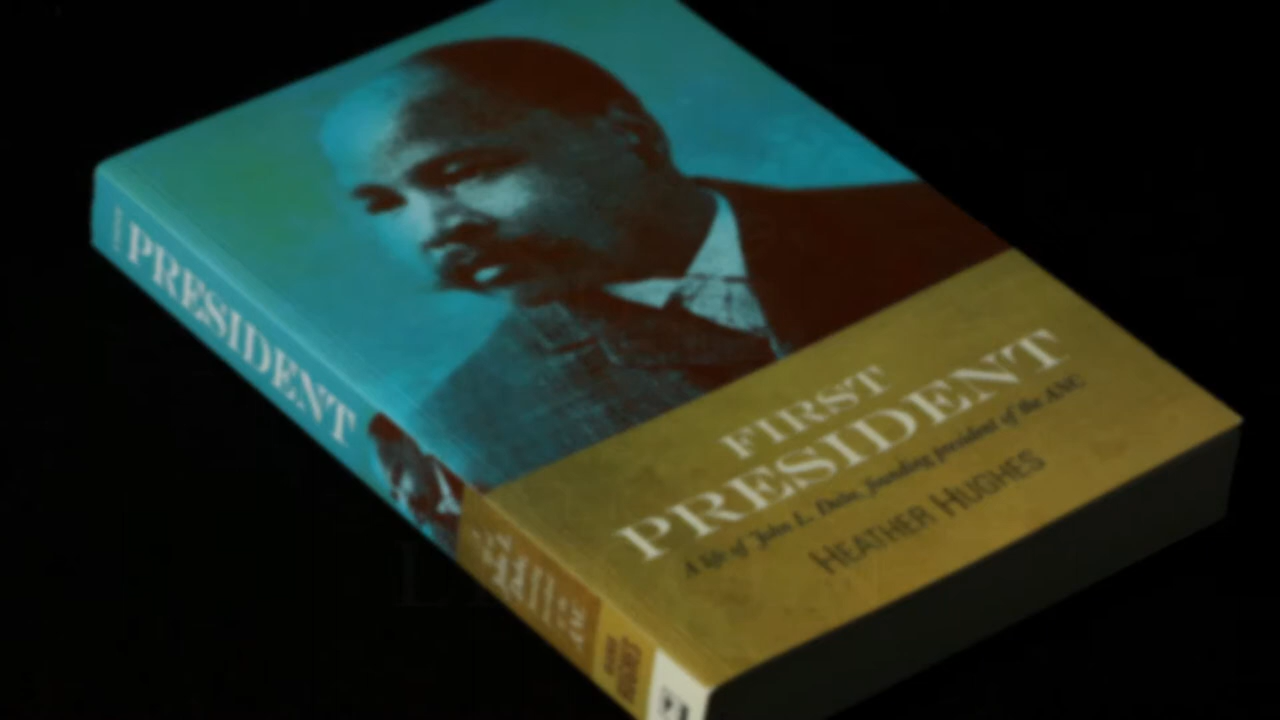 FIRST
PRESIDENT
A life of John L. Dube, founding president of the ANC
HEATHER HUGHES
PRESIDENT